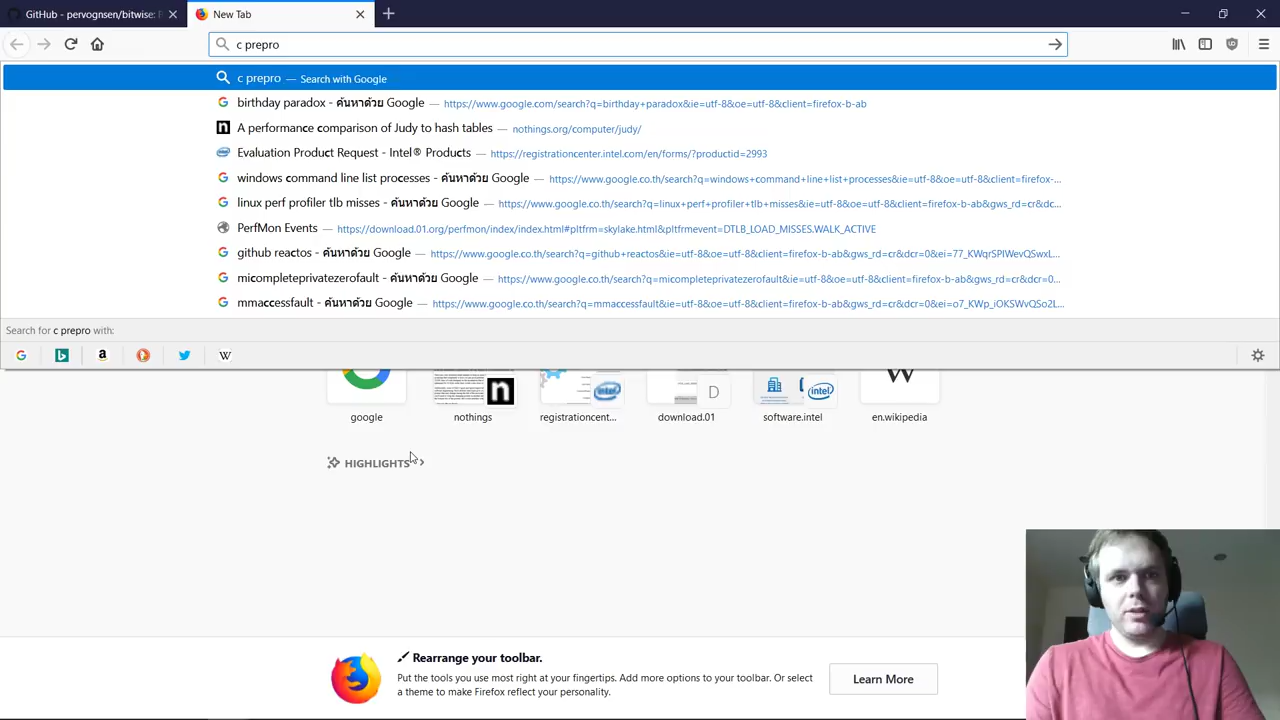 GitHub - pervognsen/bitwise: B
New Tab
c prepro
c prepro — Search with Google
birthday paradox - ค้นหาด้วย Google — https://www.google.com/search?q=birthday+paradox&ie=utf-8&oe=utf-8&client=firefox-b-ab
A performance comparison of Judy to hash tables — nothings.org/computer/judy/
Evaluation Product Request - Intel® Products — https://registrationcenter.intel.com/en/forms/?productid=2993
windows command line list processes - ค้นหาด้วย Google — https://www.google.co.th/search?q=windows+command+line+list+processes&ie=utf-8&oe=utf-8&client=firefox-...
linux perf profiler tlb misses - ค้นหาด้วย Google — https://www.google.co.th/search?q=linux+perf+profiler+tlb+misses&ie=utf-8&oe=utf-8&client=firefox-b-ab&gws_rd=cr&dc...
PerfMon Events — https://download.01.org/perfmon/index/index.html#pltfrm=skylake.html&pltfrmevent=DTLB_LOAD_MISSES.WALK_ACTIVE
github reactos - ค้นหาด้วย Google — https://www.google.co.th/search?q=github+reactos&ie=utf-8&oe=utf-8&client=firefox-b-ab&gws_rd=cr&dcr=0&ei=77_KWqrSPIWevQSwxL...
micompleteprivatezerofault - ค้นหาด้วย Google — https://www.google.co.th/search?q=micompleteprivatezerofault&ie=utf-8&oe=utf-8&client=firefox-b-ab&gws_rd=cr&dcr=0...
mmaccessfault - ค้นหาด้วย Google — https://www.google.co.th/search?q=mmaccessfault&ie=utf-8&oe=utf-8&client=firefox-b-ab&gws_rd=cr&dcr=0&ei=o7_KWp_iOKSWvQSo2L...
Search for c prepro with:
google
nothings
registrationcent...
download.01
software.intel
en.wikipedia
HIGHLIGHTS
Rearrange your toolbar.
Put the tools you use most right at your fingertips. Add more options to your toolbar. Or select
a theme to make Firefox reflect your personality.
Learn More